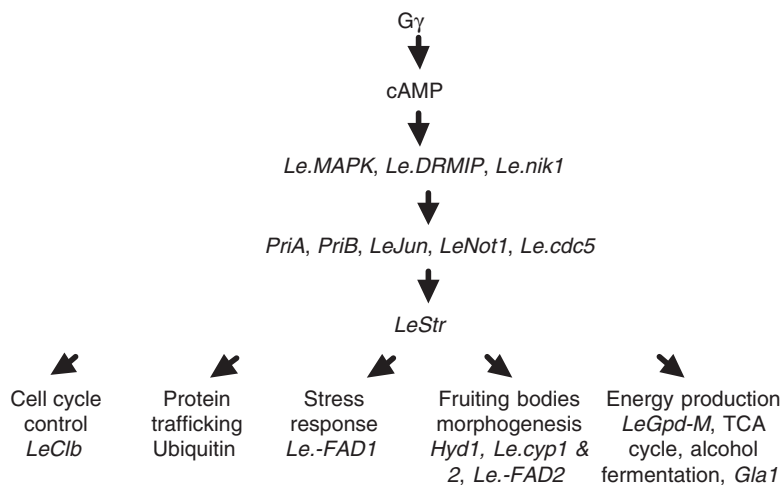 Gγ
cAMP
Le.MAPK, Le.DRMIP, Le.nik1
PriA, PriB, LeJun, LeNot1, Le.cdc5
LeStr
Cell cycle
control
LeClb
Protein
trafficking
Ubiquitin
Stress
response
Le.-FAD1
Fruiting bodies
morphogenesis
Hyd1, Le.cyp1 &
2, Le.-FAD2
Energy production
LeGpd-M, TCA
cycle, alcohol
fermentation, Gla1